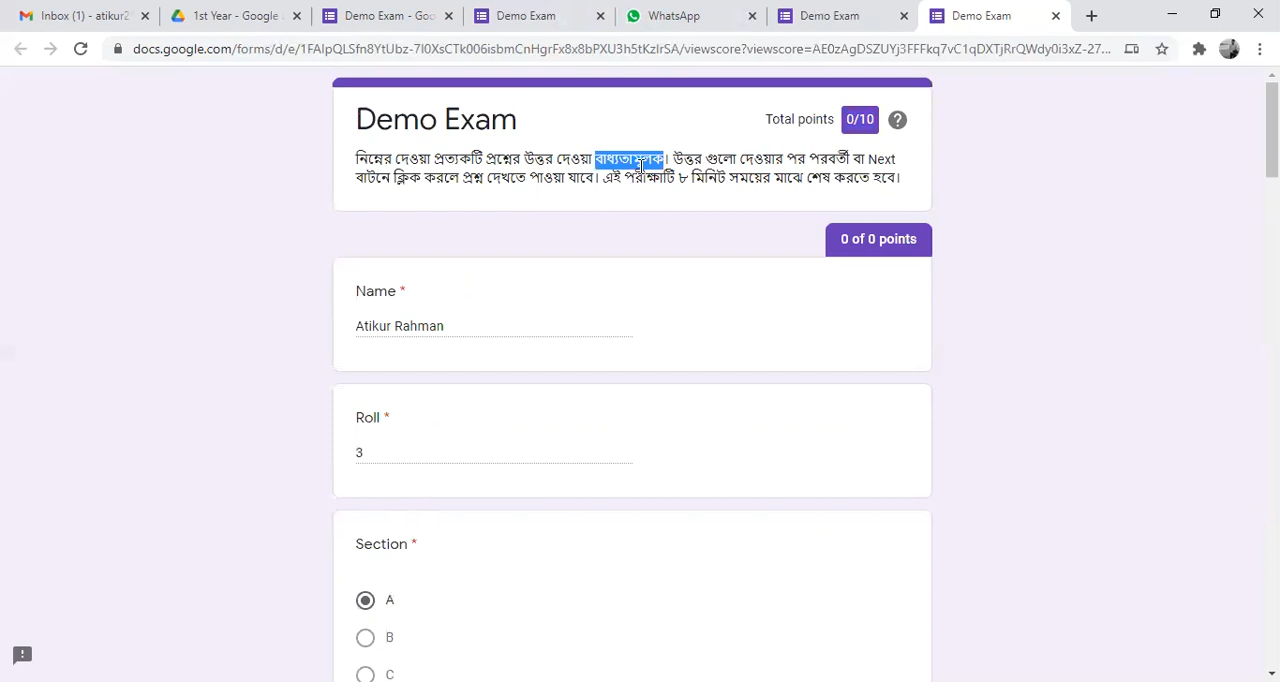 Inbox (1) - atikur2
1st Year - Google
Demo Exam - Goo
Demo Exam
WhatsApp
Demo Exam
Demo Exam
docs.google.com/forms/d/e/1FAIpQLSfn8YtUbz-7I0XsCTk006isbmCnHgrFx8x8bPXU3h5tKzIrSA/viewscore?viewscore=AE0zAgDSZUYj3FFFkq7vC1qDXTjRrQWdy0i3xZ-27...
Demo Exam
Total points 0/10
নিম্নের দেওয়া প্রত্যকটি প্রশ্নের উত্তর দেওয়া বাধ্যতামূলক। উত্তর গুলো দেওয়ার পর পরবর্তী বা Next
বাটনে ক্লিক করলে প্রশ্ন দেখতে পাওয়া যাবে। এই পরীক্ষাটি ৮ মিনিট সময়ের মাঝে শেষ করতে হবে।
0 of 0 points
Name *
Atikur Rahman
Roll *
3
Section *
A
B
C